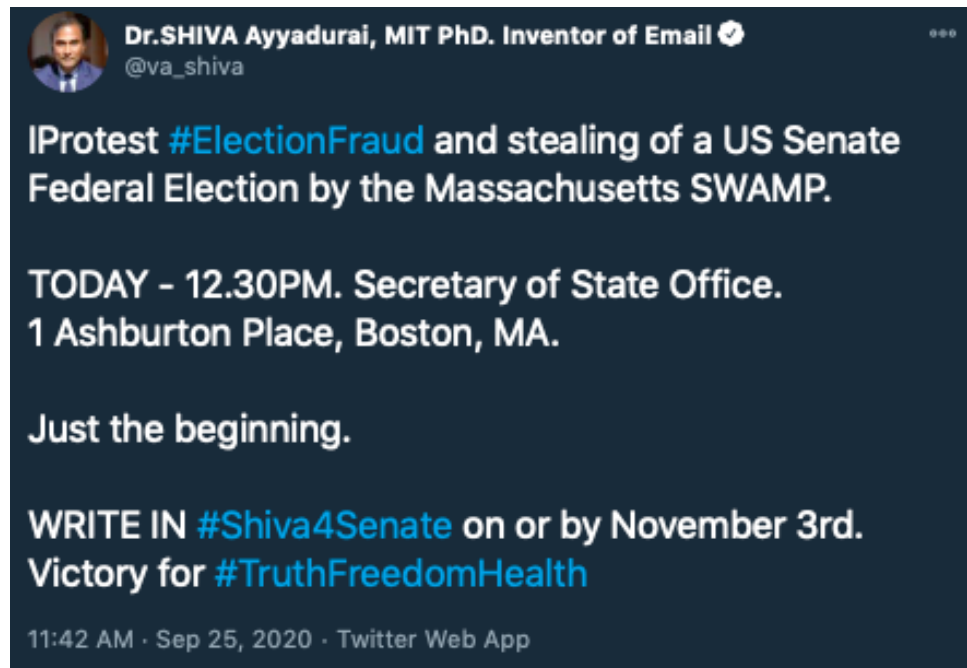 Dr.SHIVA Ayyadurai, MIT PhD. Inventor of Email
@va_shiva
IProtest #ElectionFraud and stealing of a US Senate
Federal Election by the Massachusetts SWAMP.
TODAY - 12.30PM. Secretary of State Office.
1 Ashburton Place, Boston, MA.
Just the beginning.
WRITE IN #Shiva4Senate on or by November 3rd.
Victory for #TruthFreedomHealth
11:42 AM · Sep 25, 2020 · Twitter Web App